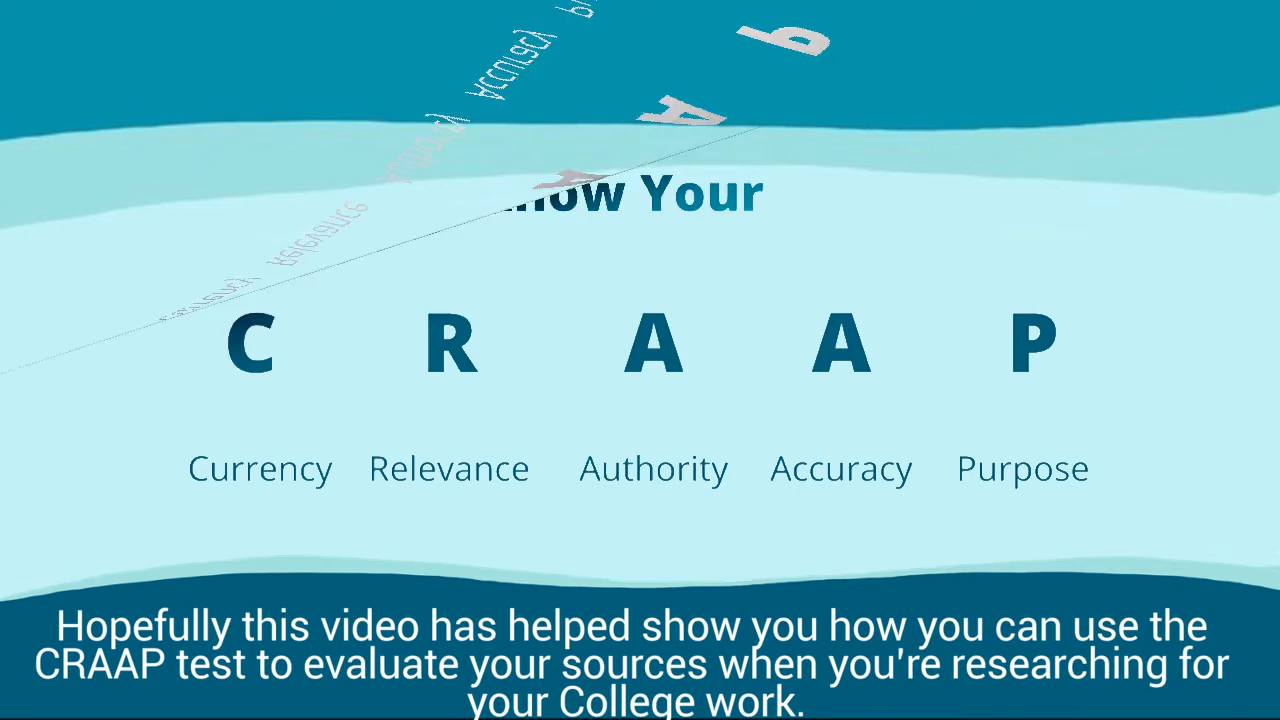 Know Your
C R A A P
Currency Relevance Authority Accuracy Purpose
Hopefully this video has helped show you how you can use the
CRAAP test to evaluate your sources when you're researching for
your College work.